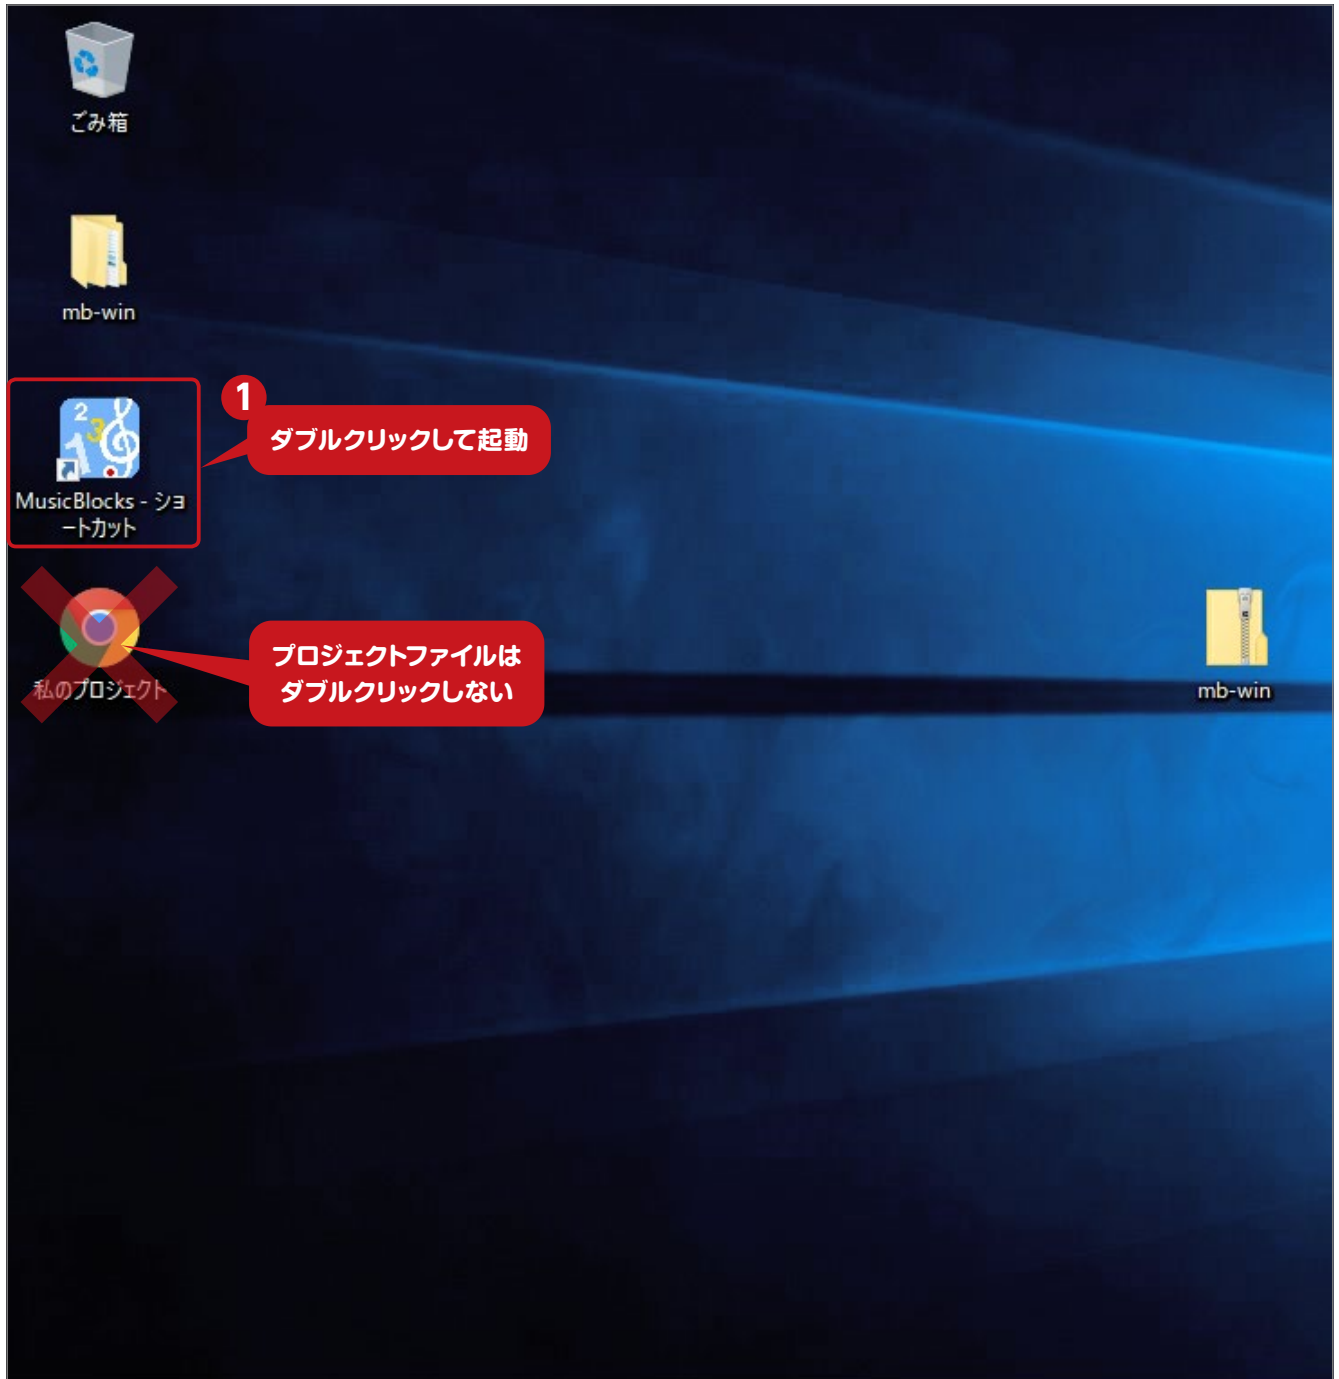 ごみ箱
mb-win
1
ダブルクリックして起動
MusicBlocks - ショ
ートカット
プロジェクトファイルは
ダブルクリックしない
私のプロジェクト
mb-win